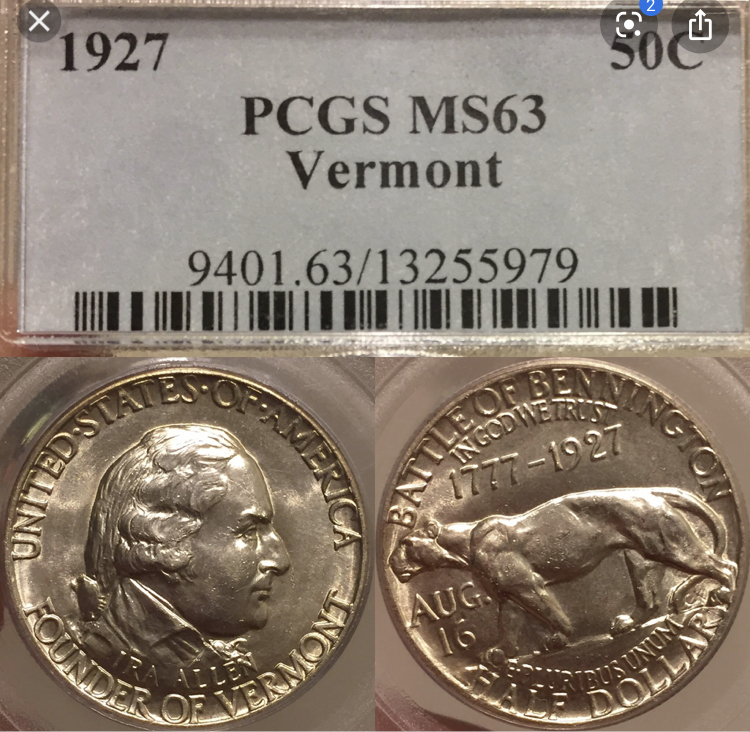 2
1927 50C
PCGS MS63
Vermont
9401.63/13255979
UNITED·STATES·OF·AMERICA
IRA ALLEN
FOUNDER OF VERMONT
BATTLE OF BENNINGTON
IN GOD WE TRUST
1777-1927
AUG.
16
E PLURIBUS UNUM
HALF DOLLAR